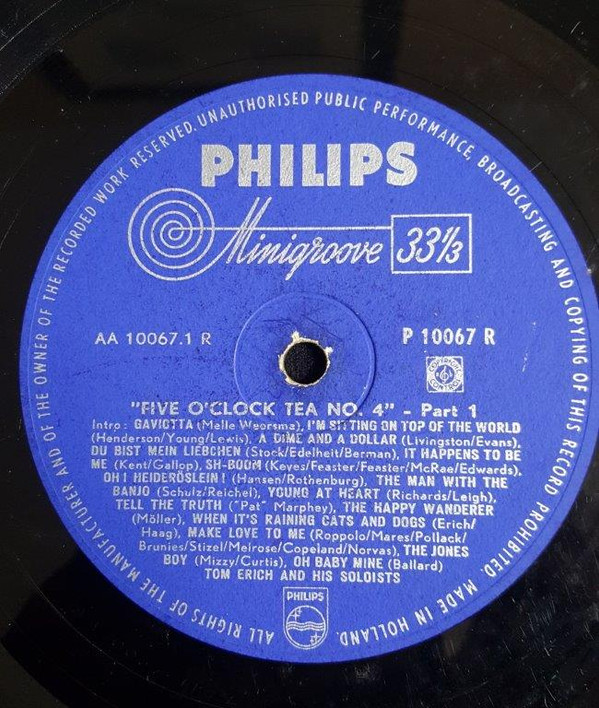 ALL RIGHTS OF THE MANUFACTURER AND OF THE OWNER OF THE RECORDED WORK RESERVED. UNAUTHORISED PUBLIC PERFORMANCE, BROADCASTING AND COPYING OF THIS RECORD PROHIBITED. MADE IN HOLLAND.
PHILIPS
Minigroove 33 1/3
AA 10067.1 R
P 10067 R
"FIVE O'CLOCK TEA NO. 4" - Part 1
Intro: GAVIOTTA (Melle Weersma), I'M SITTING ON TOP OF THE WORLD
(Henderson/Young/Lewis), A DIME AND A DOLLAR (Livingston/Evans),
DU BIST MEIN LIEBCHEN (Stock/Edelheit/Berman), IT HAPPENS TO BE
ME (Kent/Gallop), SH-BOOM (Keyes/Feaster/Feaster/McRae/Edwards),
OH! HEIDERÖSLEIN! (Hansen/Rothenburg), THE MAN WITH THE
BANJO (Schulz/Reichel), YOUNG AT HEART (Richards/Leigh),
TELL THE TRUTH ("Pat" Marphey), THE HAPPY WANDERER
(Möller), WHEN IT'S RAINING CATS AND DOGS (Erich/
Haag), MAKE LOVE TO ME (Roppolo/Mares/Pollack/
Brunies/Stizel/Melrose/Copeland/Norvas), THE JONES
BOY (Mizzy/Curtis), OH BABY MINE (Ballard)
TOM ERICH AND HIS SOLOISTS
PHILIPS